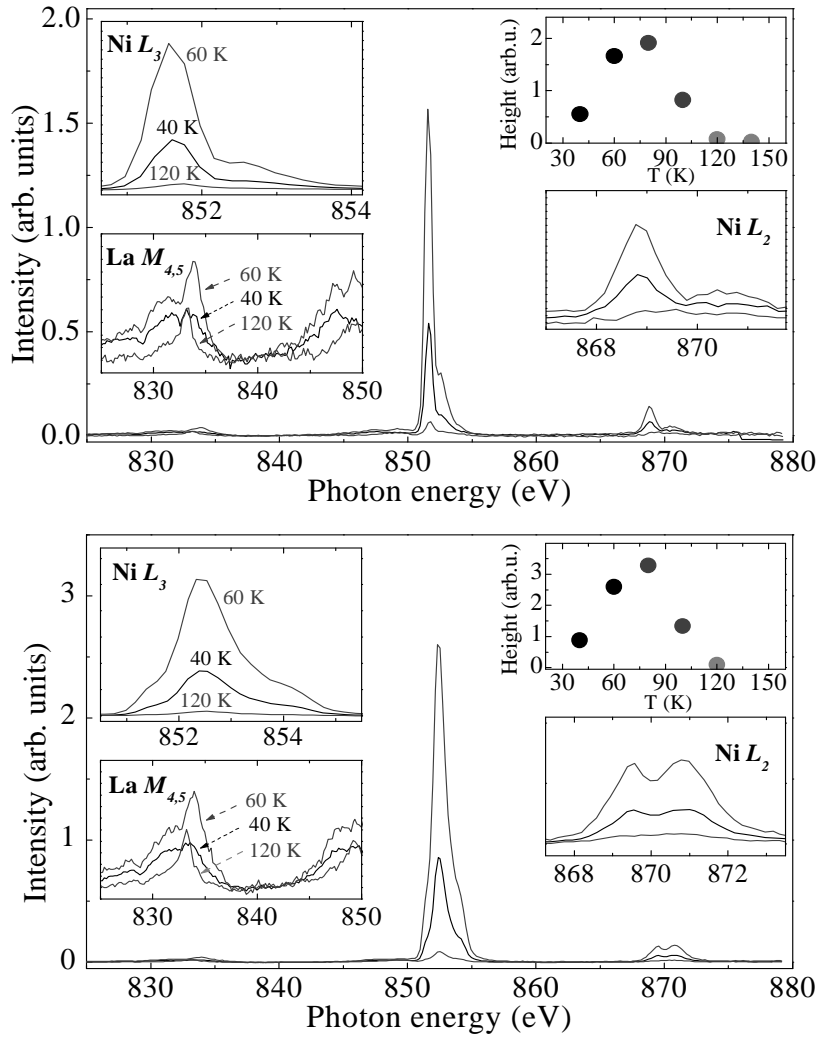 Intensity (arb. units)
2.0
1.5
1.0
0.5
0.0
Ni L3
60 K
40 K
120 K
852
854
La M4,5
60 K
40 K
120 K
830
840
850
Height (arb.u.)
2
1
0
30 60 90 120 150
T (K)
Ni L2
868
870
830 840 850 860 870 880
Photon energy (eV)
Intensity (arb. units)
3
2
1
0
Ni L3
60 K
40 K
120 K
852
854
La M4,5
60 K
40 K
120 K
830
840
850
Height (arb.u.)
3
2
1
0
30 60 90 120 150
T (K)
Ni L2
868 870 872
830 840 850 860 870 880
Photon energy (eV)